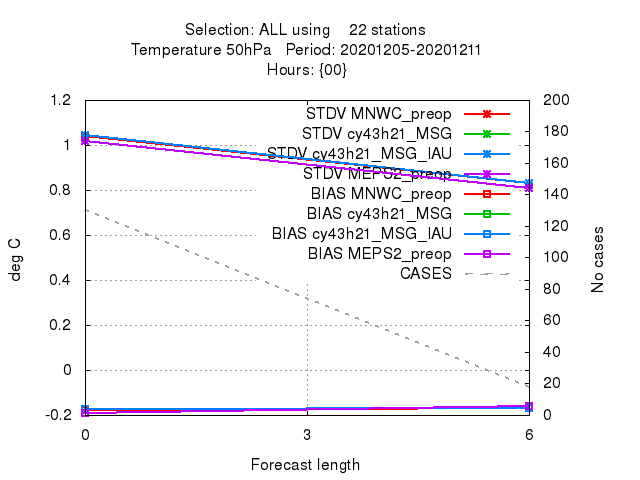 Selection: ALL using 22 stations
Temperature 50hPa Period: 20201205-20201211
Hours: {00}
1.2
1
0.8
0.6
0.4
0.2
0
-0.2
deg C
STDV MNWC_preop
STDV cy43h21_MSG
STDV cy43h21_MSG_IAU
STDV MEPS2_preop
BIAS MNWC_preop
BIAS cy43h21_MSG
BIAS cy43h21_MSG_IAU
BIAS MEPS2_preop
CASES
200
180
160
140
120
100
80
60
40
20
0
No cases
0 3 6
Forecast length